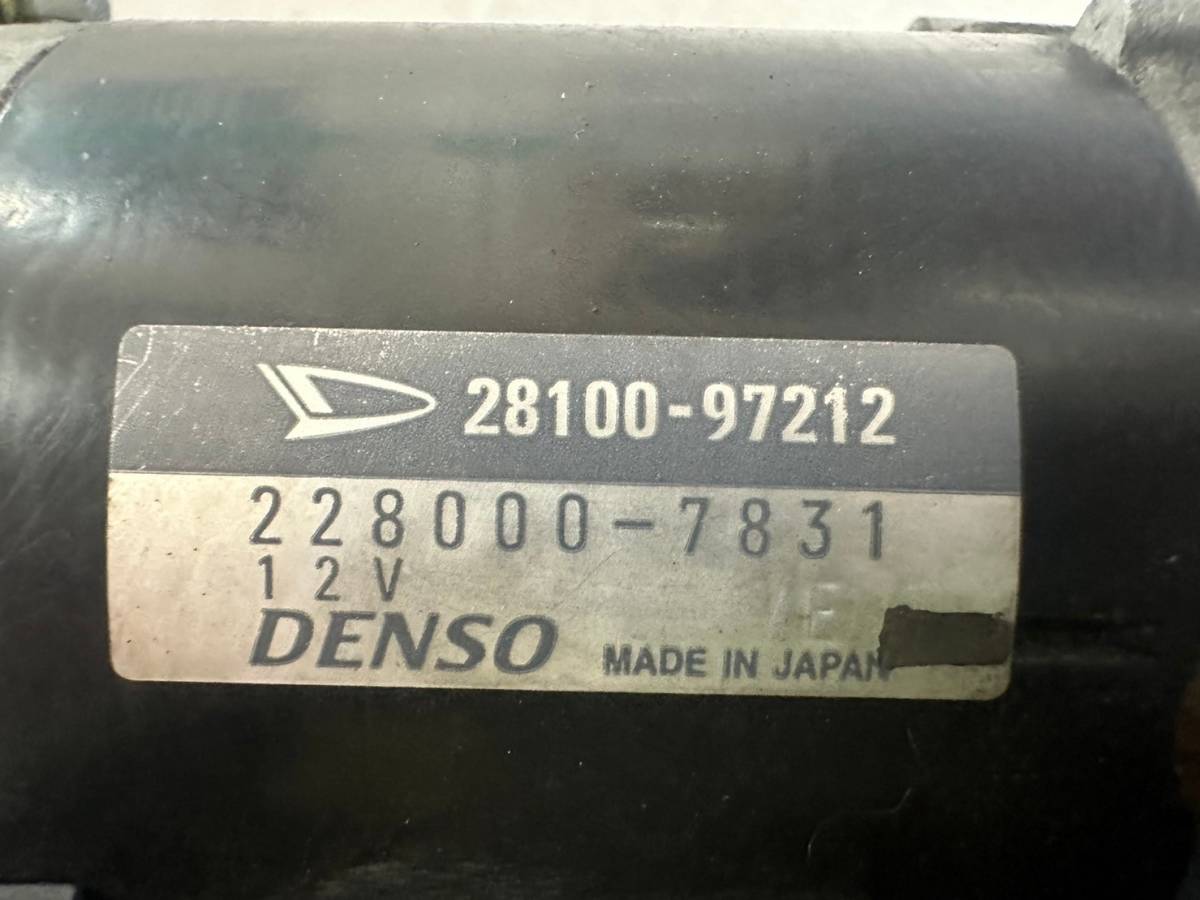 28100-97212
228000-7831
12V
DENSO MADE IN JAPAN